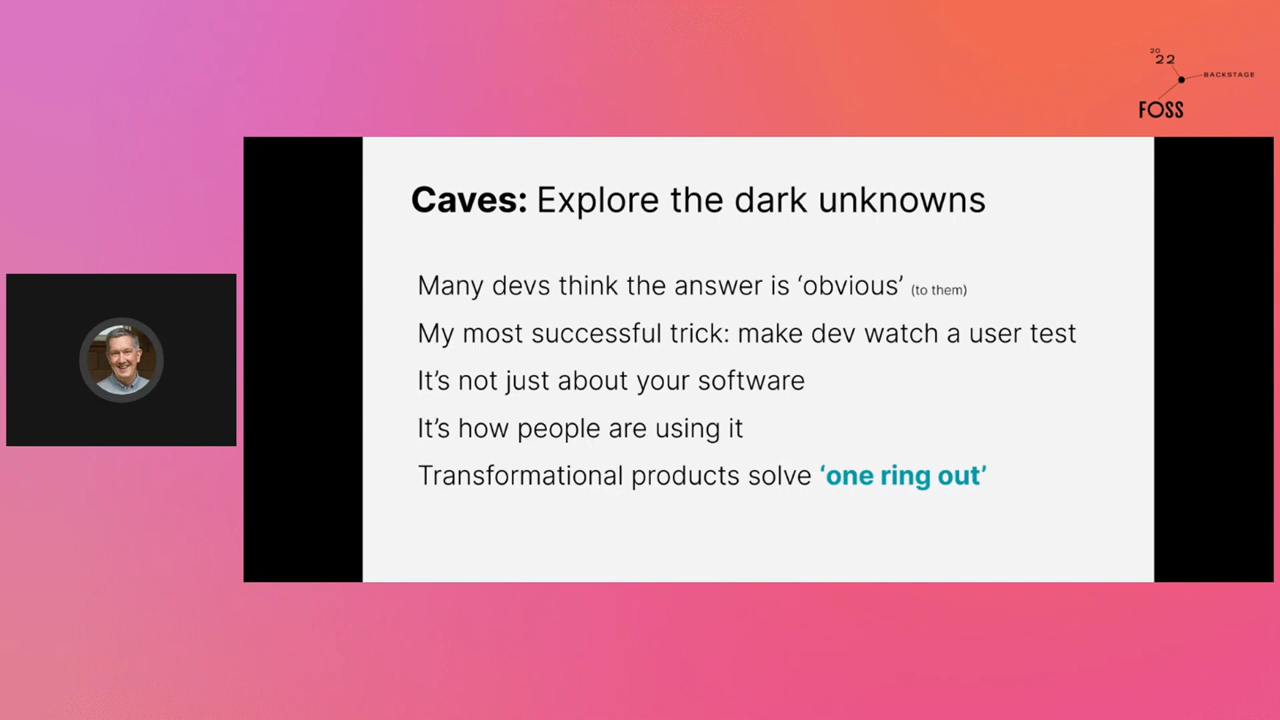 20
22
BACKSTAGE
FOSS
Caves: Explore the dark unknowns
Many devs think the answer is ‘obvious’ (to them)
My most successful trick: make dev watch a user test
It’s not just about your software
It’s how people are using it
Transformational products solve ‘one ring out’